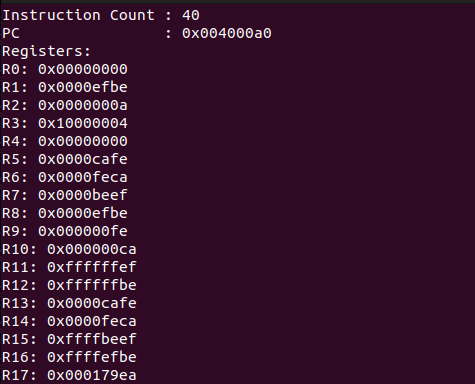 Instruction Count : 40
PC                : 0x004000a0
Registers:
R0: 0x00000000
R1: 0x0000efbe
R2: 0x0000000a
R3: 0x10000004
R4: 0x00000000
R5: 0x0000cafe
R6: 0x0000feca
R7: 0x0000beef
R8: 0x0000efbe
R9: 0x000000fe
R10: 0x000000ca
R11: 0xffffffef
R12: 0xffffffbe
R13: 0x0000cafe
R14: 0x0000feca
R15: 0xffffbeef
R16: 0xffffefbe
R17: 0x000179ea